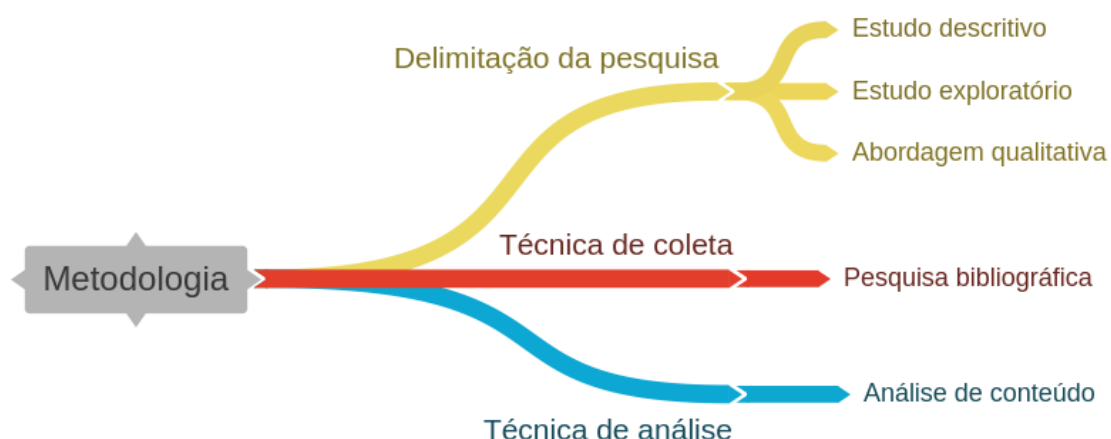 Metodologia
Delimitação da pesquisa
Estudo descritivo
Estudo exploratório
Abordagem qualitativa
Técnica de coleta
Pesquisa bibliográfica
Técnica de análise
Análise de conteúdo